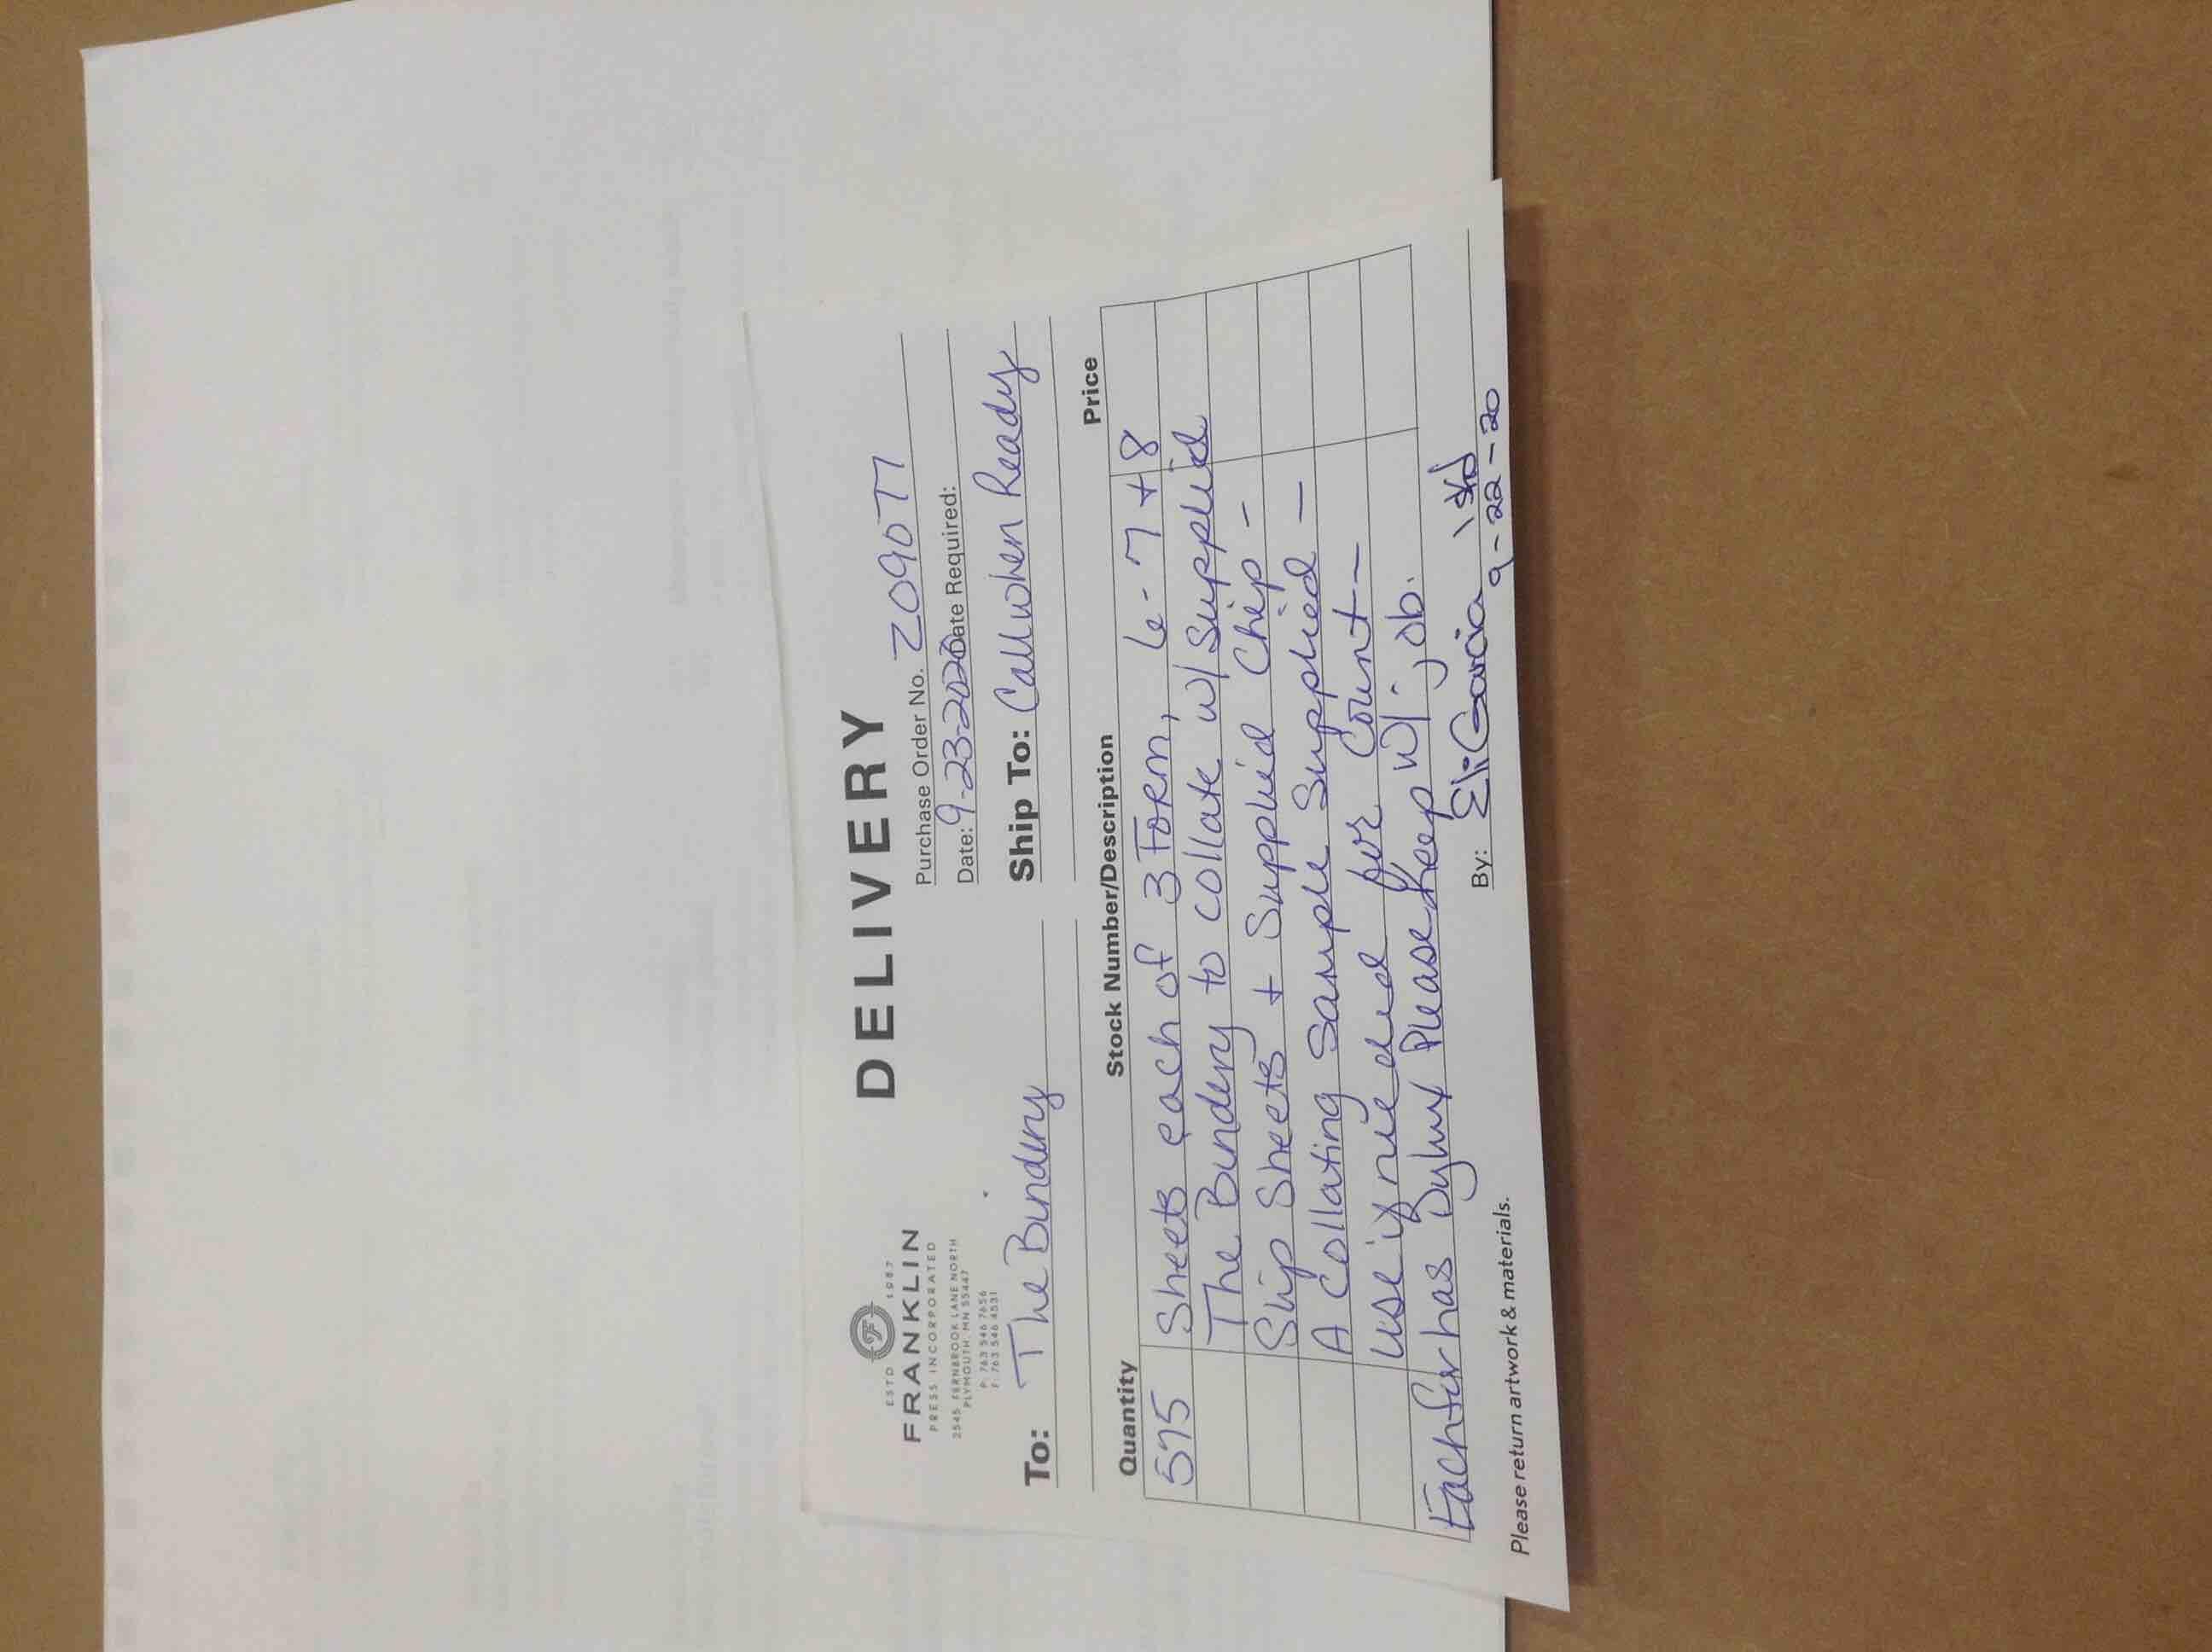 ESTD 1987
FRANKLIN
PRESS INCORPORATED
2545 FERNBROOK LANE NORTH
PLYMOUTH, MN 55447
P: 763 546 7656
F: 763 546 4531
DELIVERY
Purchase Order No. Z090T7
Date: 9-23-2020 Date Required:
To: The Bindery
Ship To: Call when Ready
Quantity Stock Number/Description Price
575 Sheets each of 3 Form, 6-7+8
The Bindery to collate w/ supplied
Slip Sheets + Supplied Chip -
A collating Sample Supplied -
use if needed for Count -
Each has Dylux Please keep w/ job.
By: Eli Garcia
9-22-20
Please return artwork & materials.